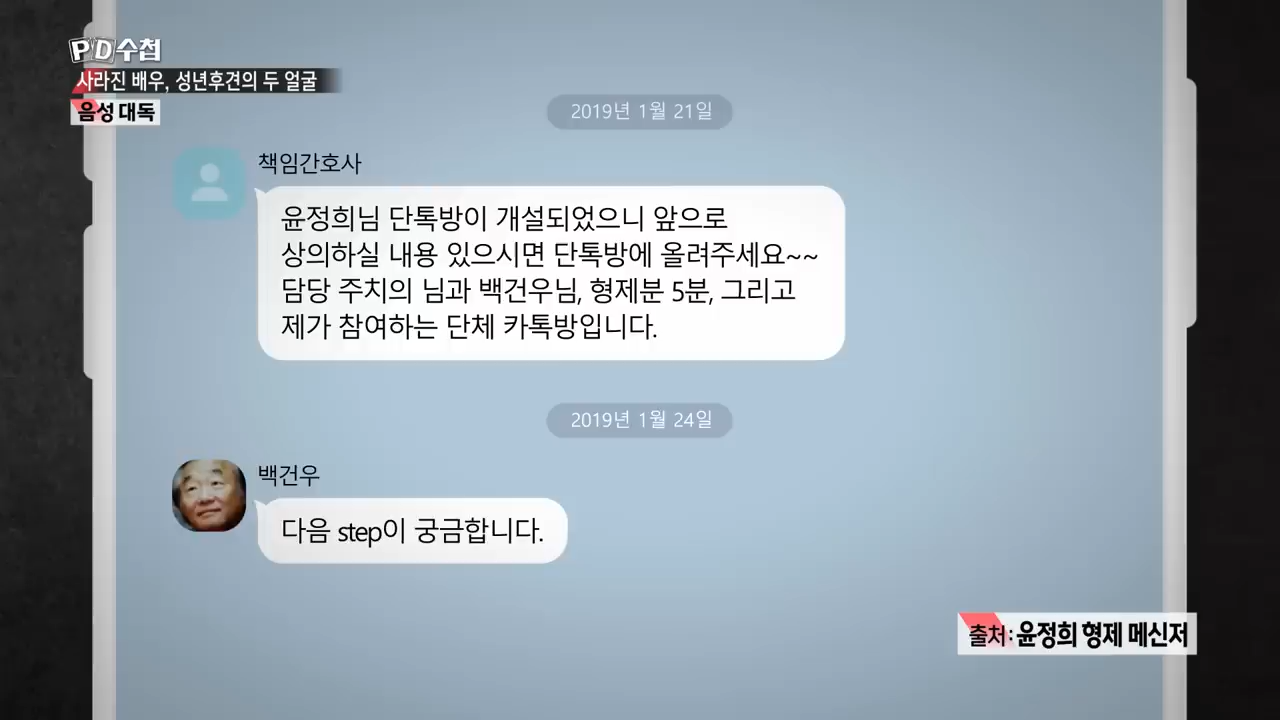 PD수첩
사라진 배우, 성년후견의 두 얼굴
음성 대독
2019년 1월 21일
책임간호사
윤정희님 단톡방이 개설되었으니 앞으로
상의하실 내용 있으시면 단톡방에 올려주세요~~
담당 주치의 님과 백건우님, 형제분 5분, 그리고
제가 참여하는 단체 카톡방입니다.
2019년 1월 24일
백건우
다음 step이 궁금합니다.
출처: 윤정희 형제 메신저